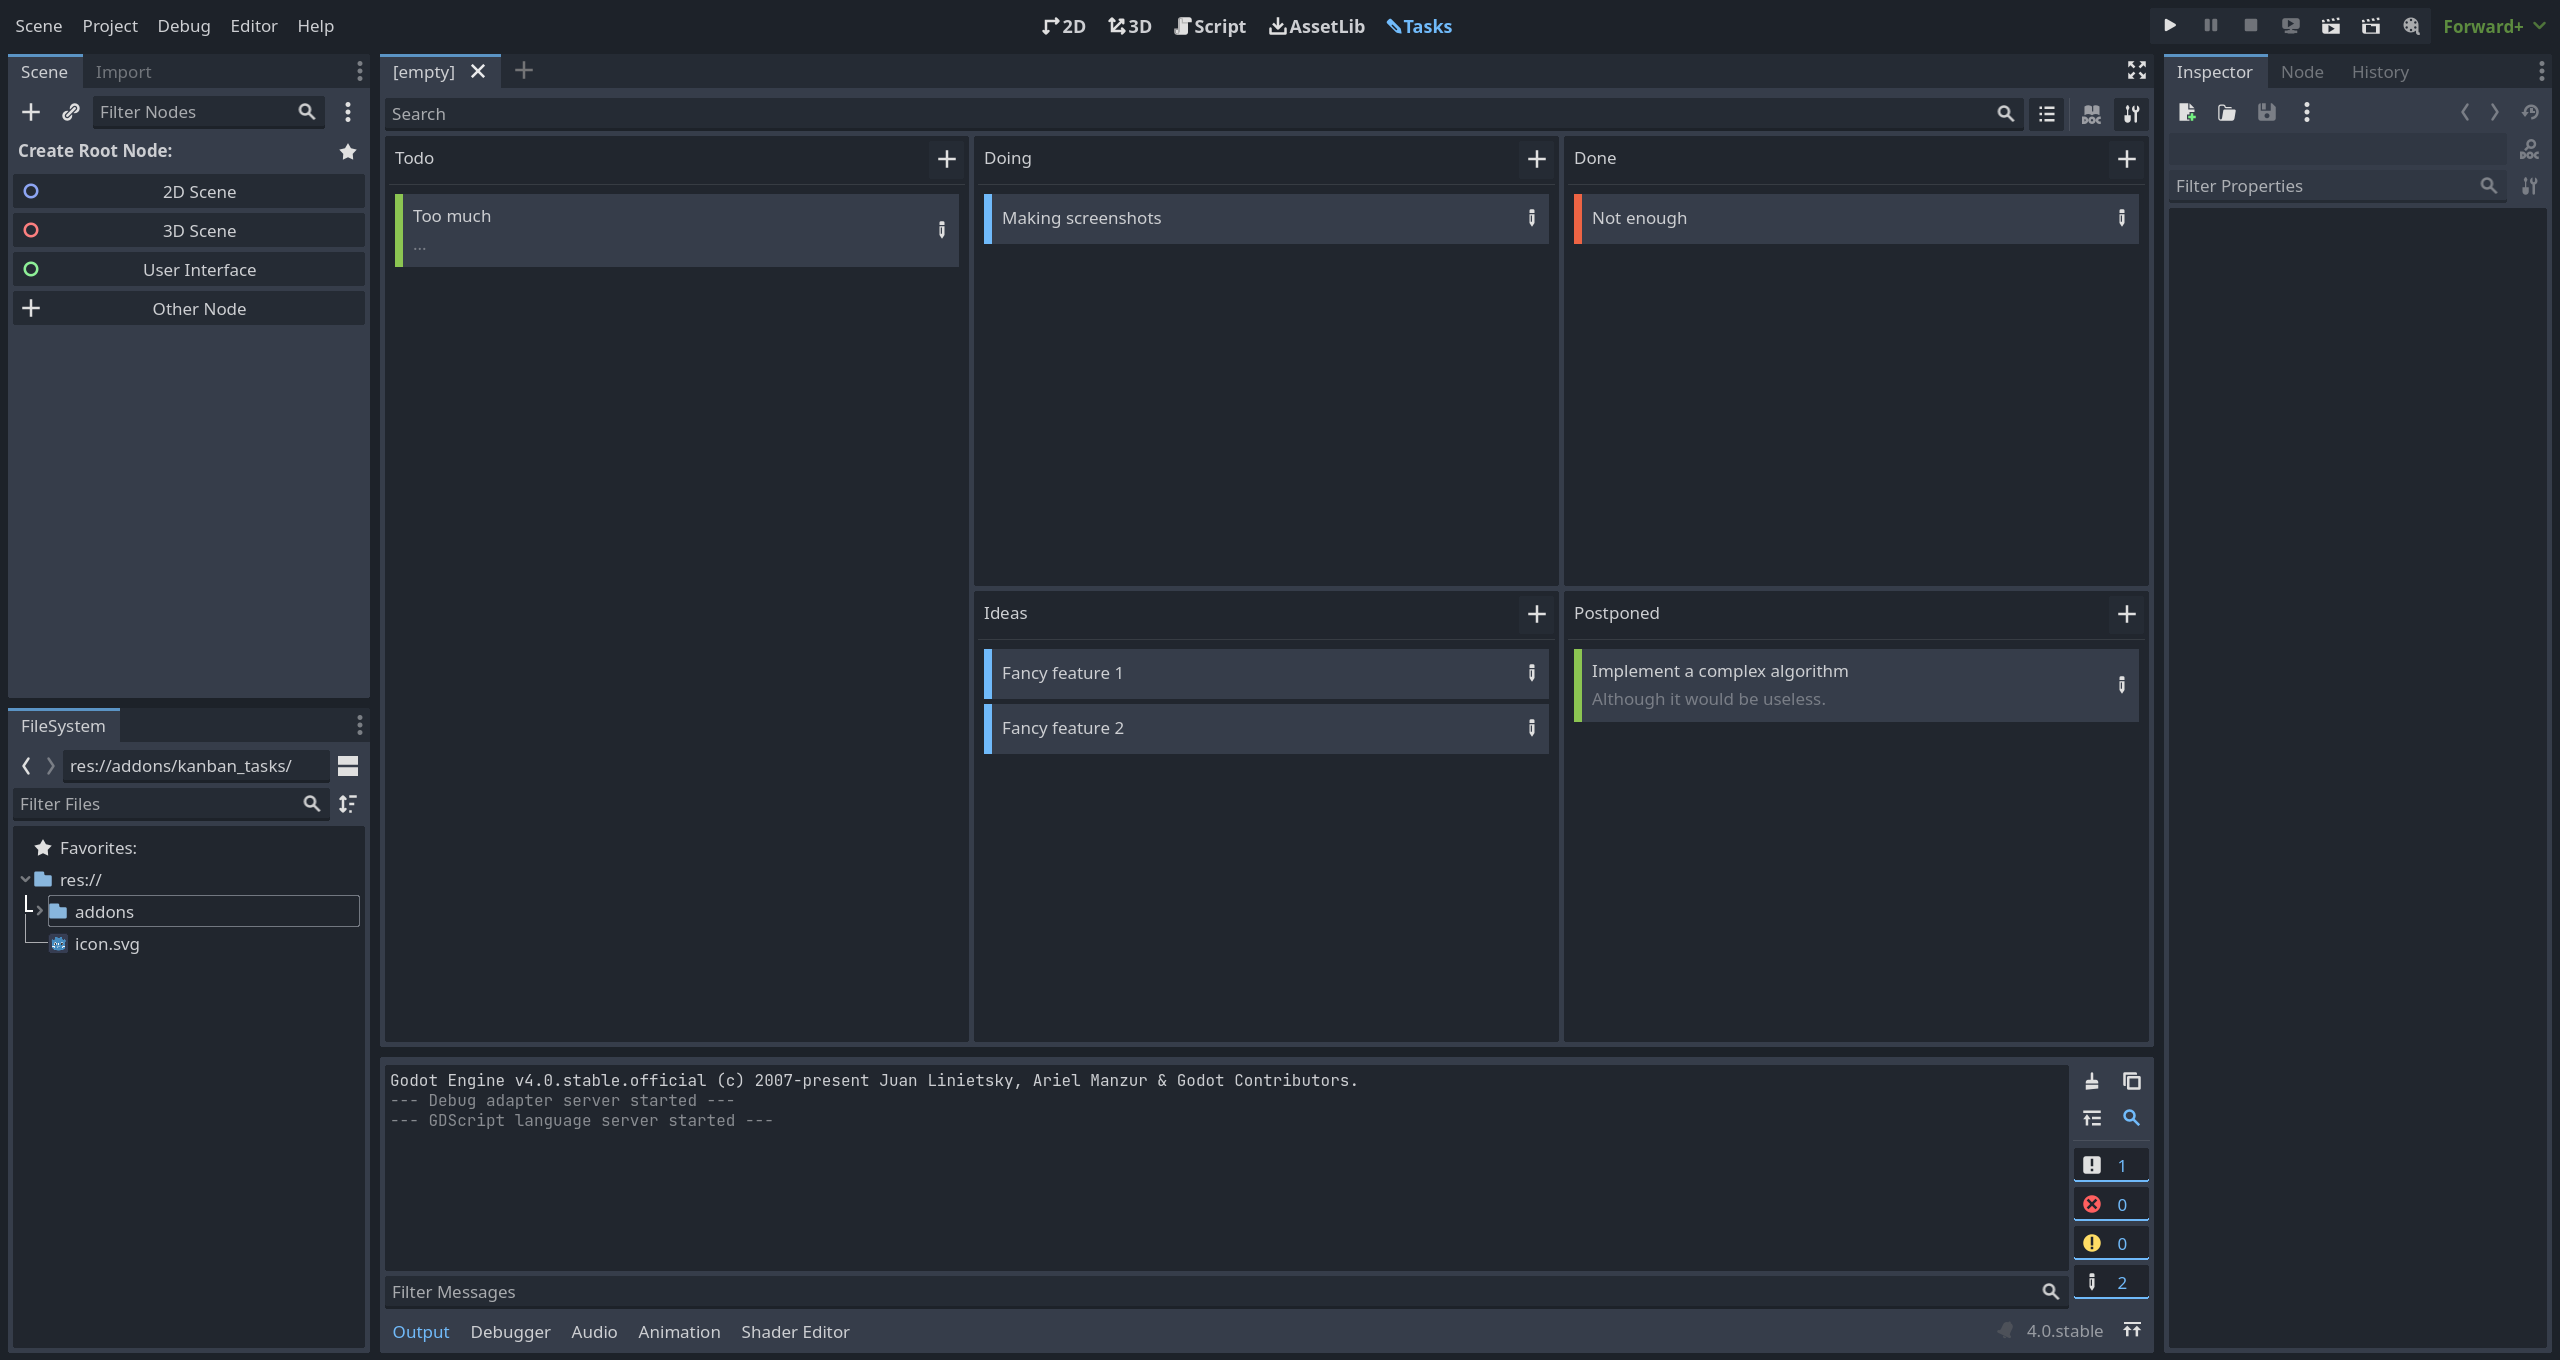 Scene Project Debug Editor Help
2D 3D Script AssetLib Tasks
Forward+
Scene Import
Filter Nodes
Create Root Node:
2D Scene
3D Scene
User Interface
Other Node
FileSystem
res://addons/kanban_tasks/
Filter Files
Favorites:
res://
addons
icon.svg
[empty]
Search
DOC
Todo
Too much
...
Doing
Making screenshots
Done
Not enough
Ideas
Fancy feature 1
Fancy feature 2
Postponed
Implement a complex algorithm
Although it would be useless.
Godot Engine v4.0.stable.official (c) 2007-present Juan Linietsky, Ariel Manzur & Godot Contributors.
--- Debug adapter server started ---
--- GDScript language server started ---
1
0
0
2
Filter Messages
Output Debugger Audio Animation Shader Editor
4.0.stable
Inspector Node History
DOC
Filter Properties